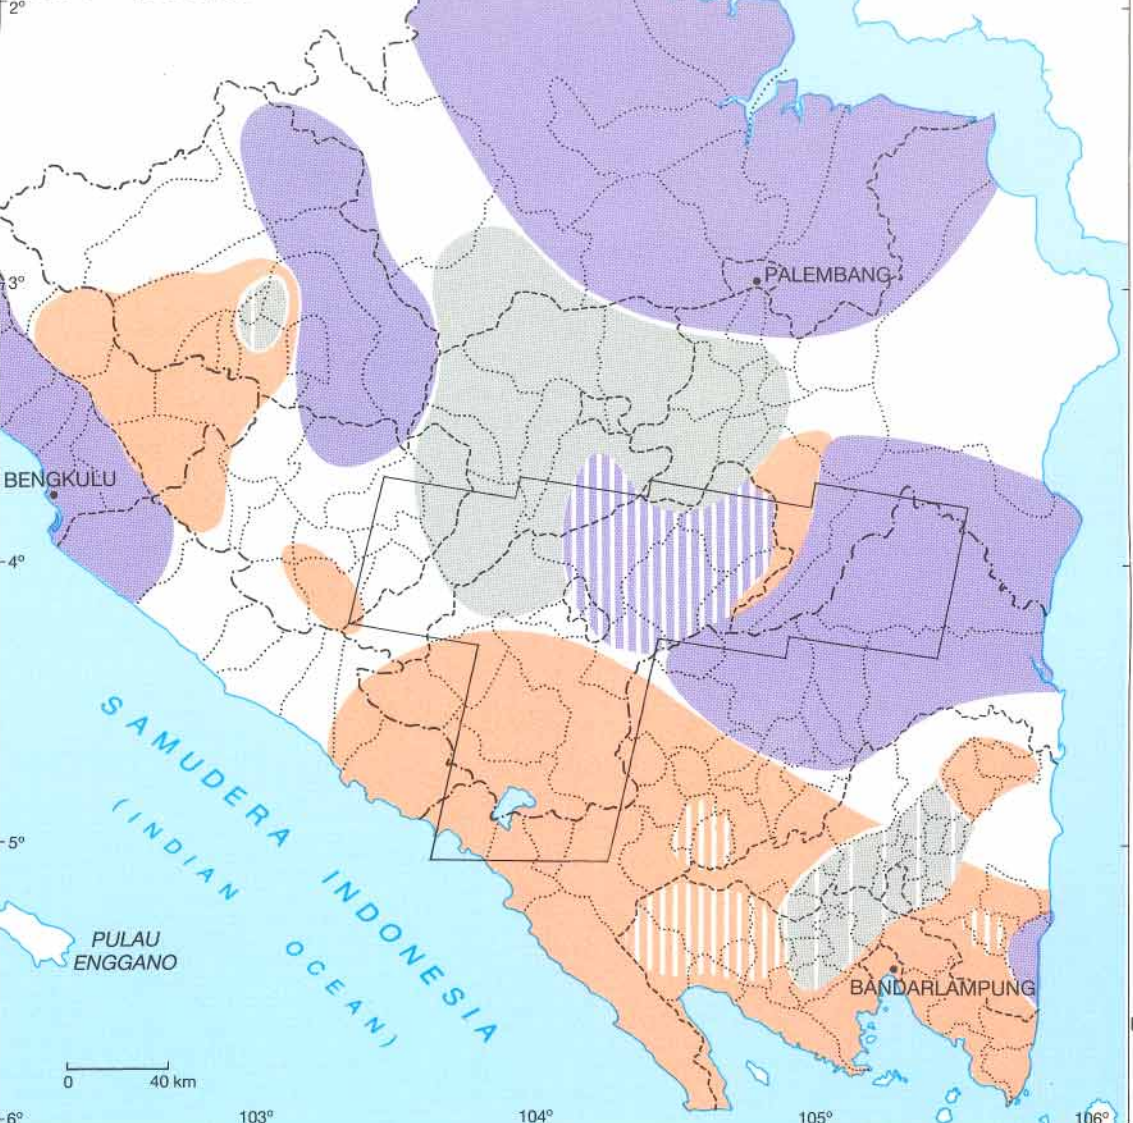 2°
PALEMBANG
3°
BENGKULU
4°
SAMUDERA INDONESIA
(INDIAN OCEAN)
5°
PULAU
ENGGANO
BANDARLAMPUNG
0 40 km
6° 103° 104° 105° 106°